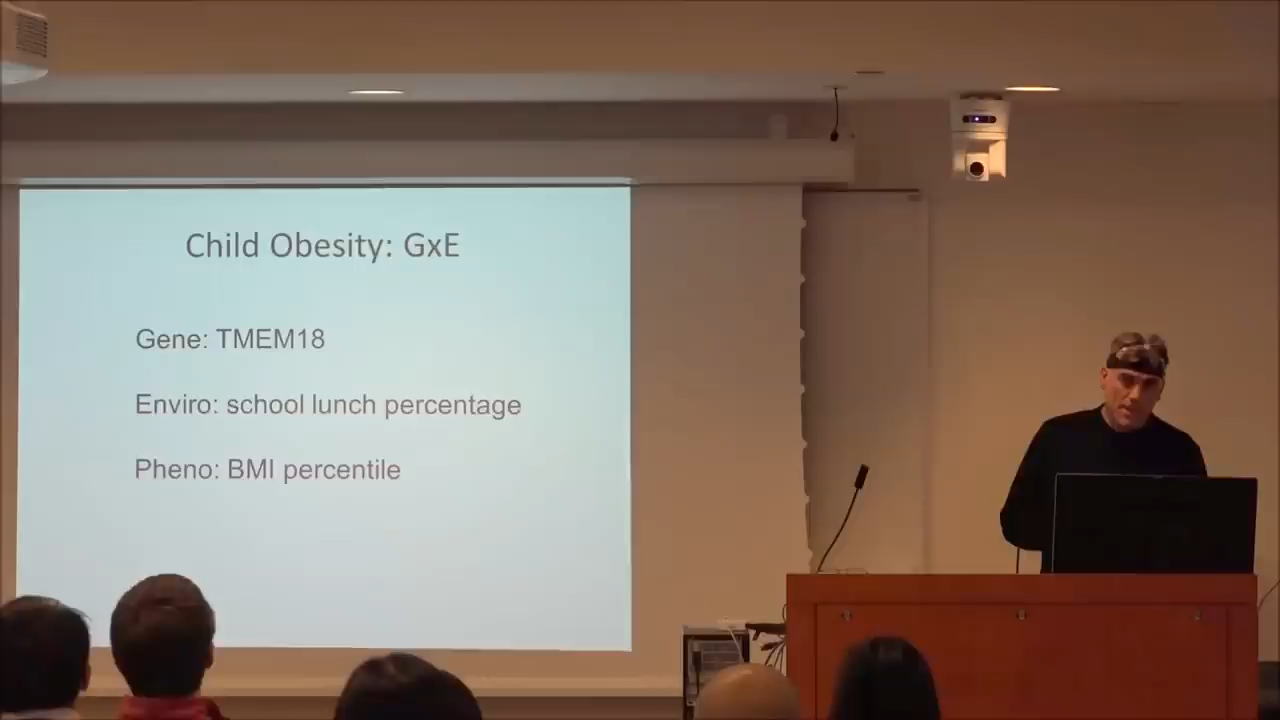 Child Obesity: GxE
Gene: TMEM18
Enviro: school lunch percentage
Pheno: BMI percentile